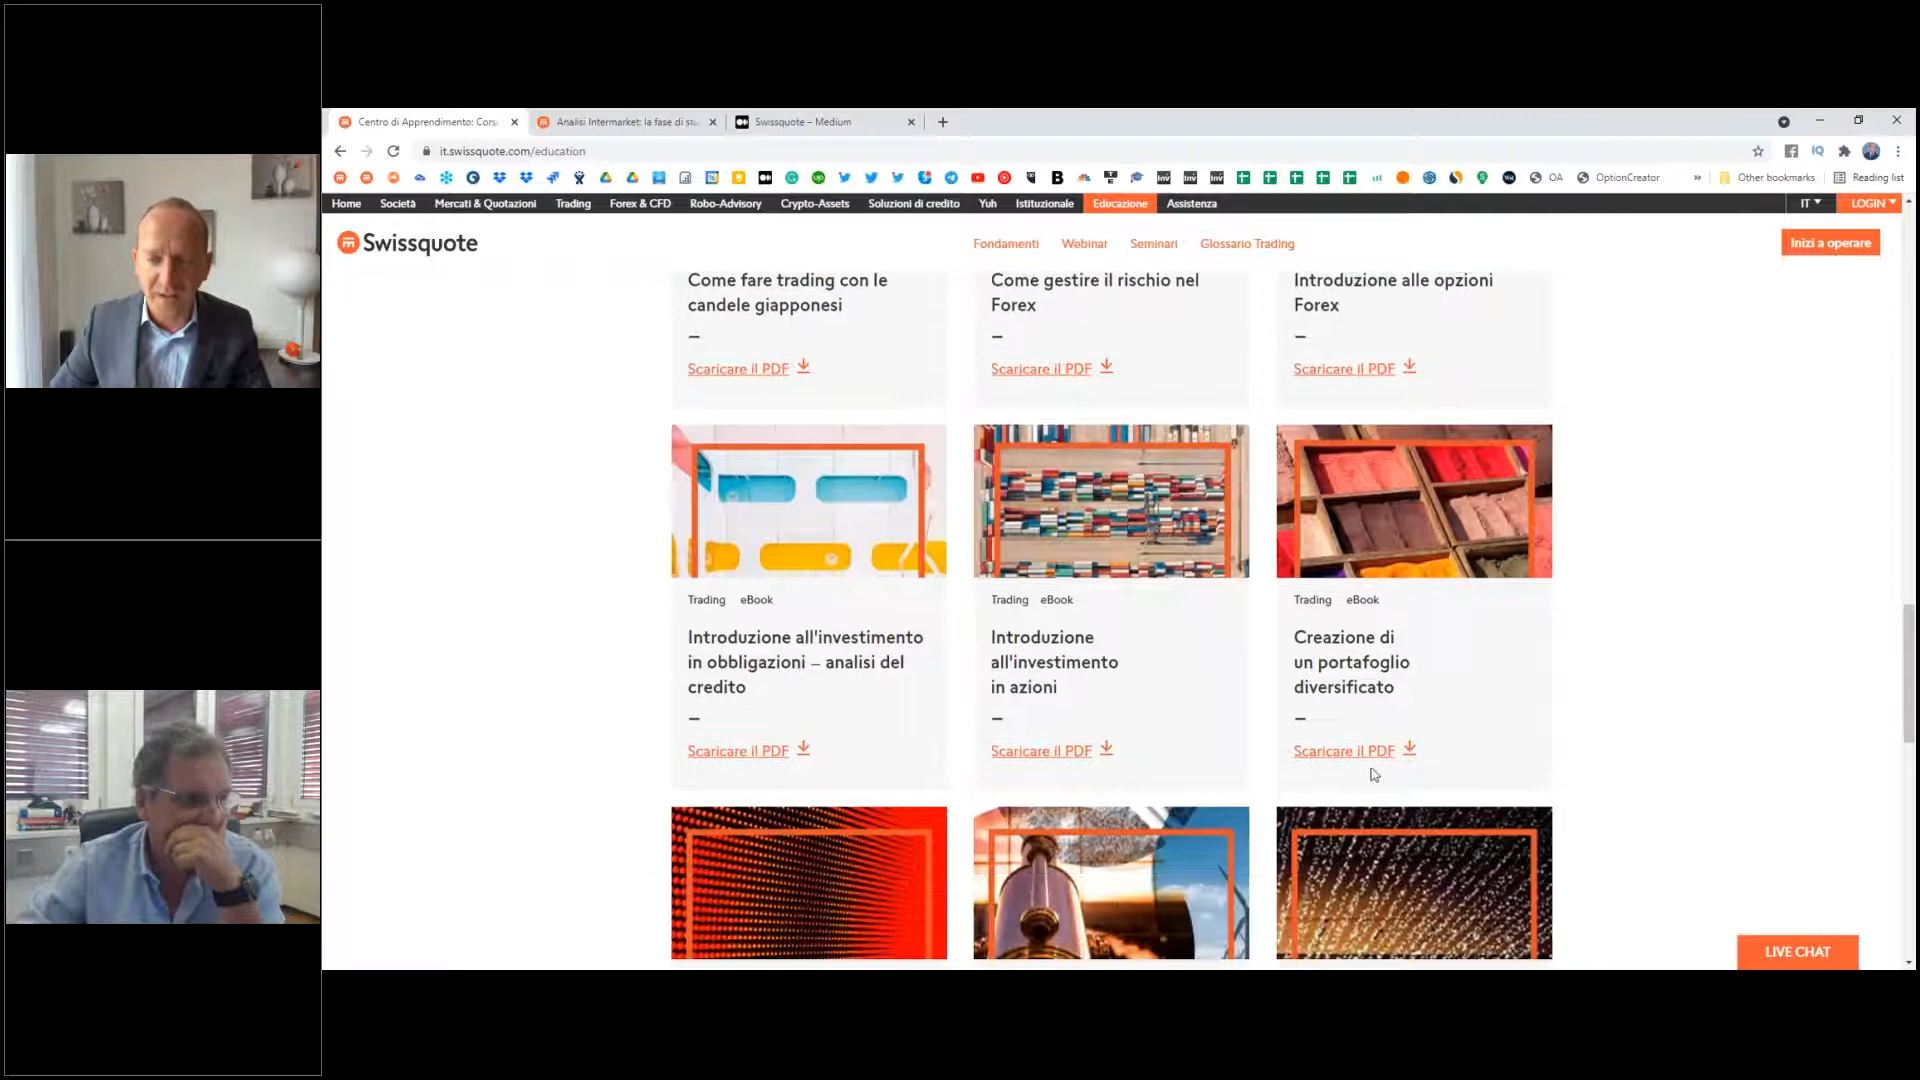 Centro di Apprendimento: Cors
Analisi Intermarket: la fase di stu
Swissquote – Medium
it.swissquote.com/education
OA
OptionCreator
Other bookmarks
Reading list
Home
Società
Mercati & Quotazioni
Trading
Forex & CFD
Robo-Advisory
Crypto-Assets
Soluzioni di credito
Yuh
Istituzionale
Educazione
Assistenza
IT
LOGIN
Swissquote
Fondamenti
Webinar
Seminari
Glossario Trading
Inizi a operare
Come fare trading con le
candele giapponesi
Scaricare il PDF
Come gestire il rischio nel
Forex
Scaricare il PDF
Introduzione alle opzioni
Forex
Scaricare il PDF
Trading eBook
Introduzione all'investimento
in obbligazioni – analisi del
credito
Scaricare il PDF
Trading eBook
Introduzione
all'investimento
in azioni
Scaricare il PDF
Trading eBook
Creazione di
un portafoglio
diversificato
Scaricare il PDF
LIVE CHAT